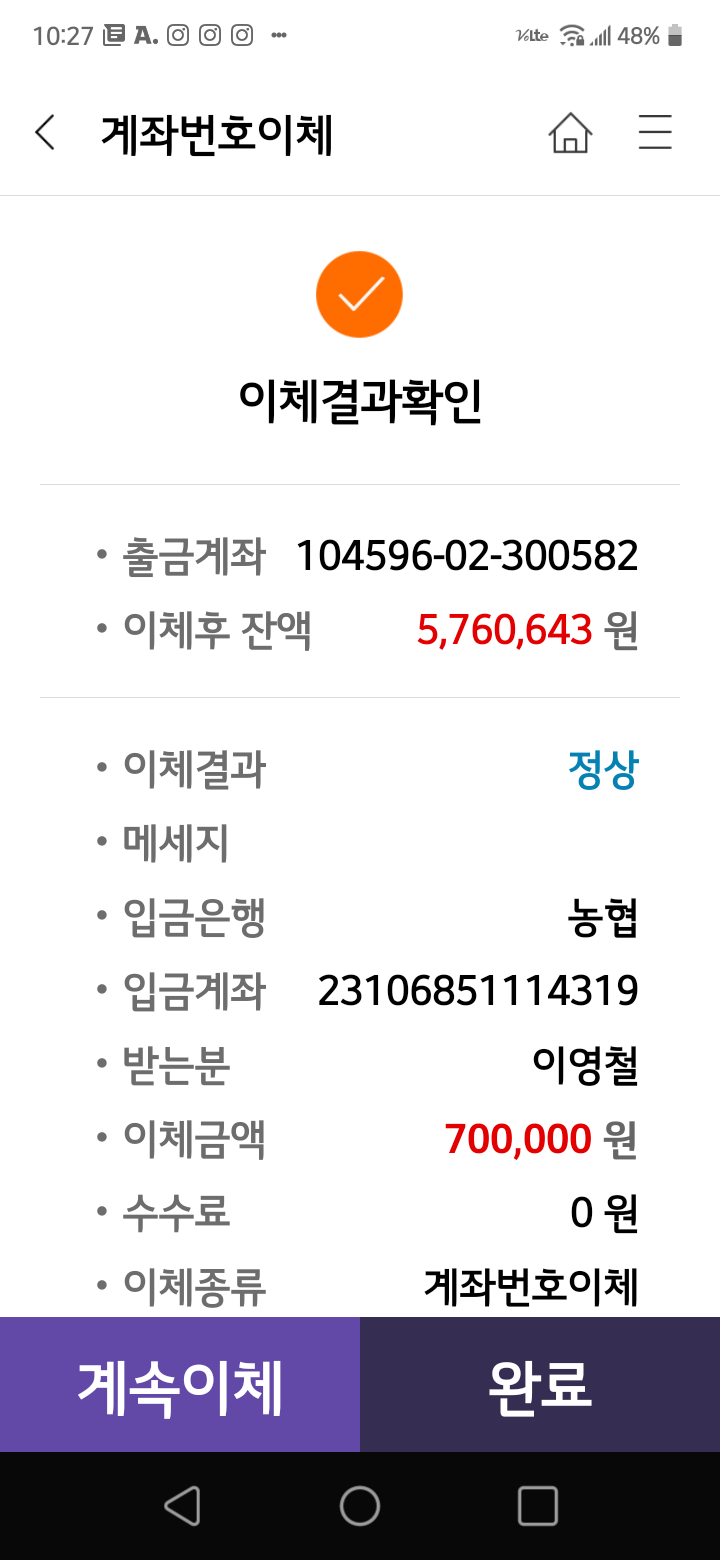 10:27 A. VoLTE 48%
계좌번호이체
이체결과확인
• 출금계좌 104596-02-300582
• 이체후 잔액 5,760,643 원
• 이체결과 정상
• 메세지
• 입금은행 농협
• 입금계좌 23106851114319
• 받는분 이영철
• 이체금액 700,000 원
• 수수료 0 원
• 이체종류 계좌번호이체
계속이체 완료